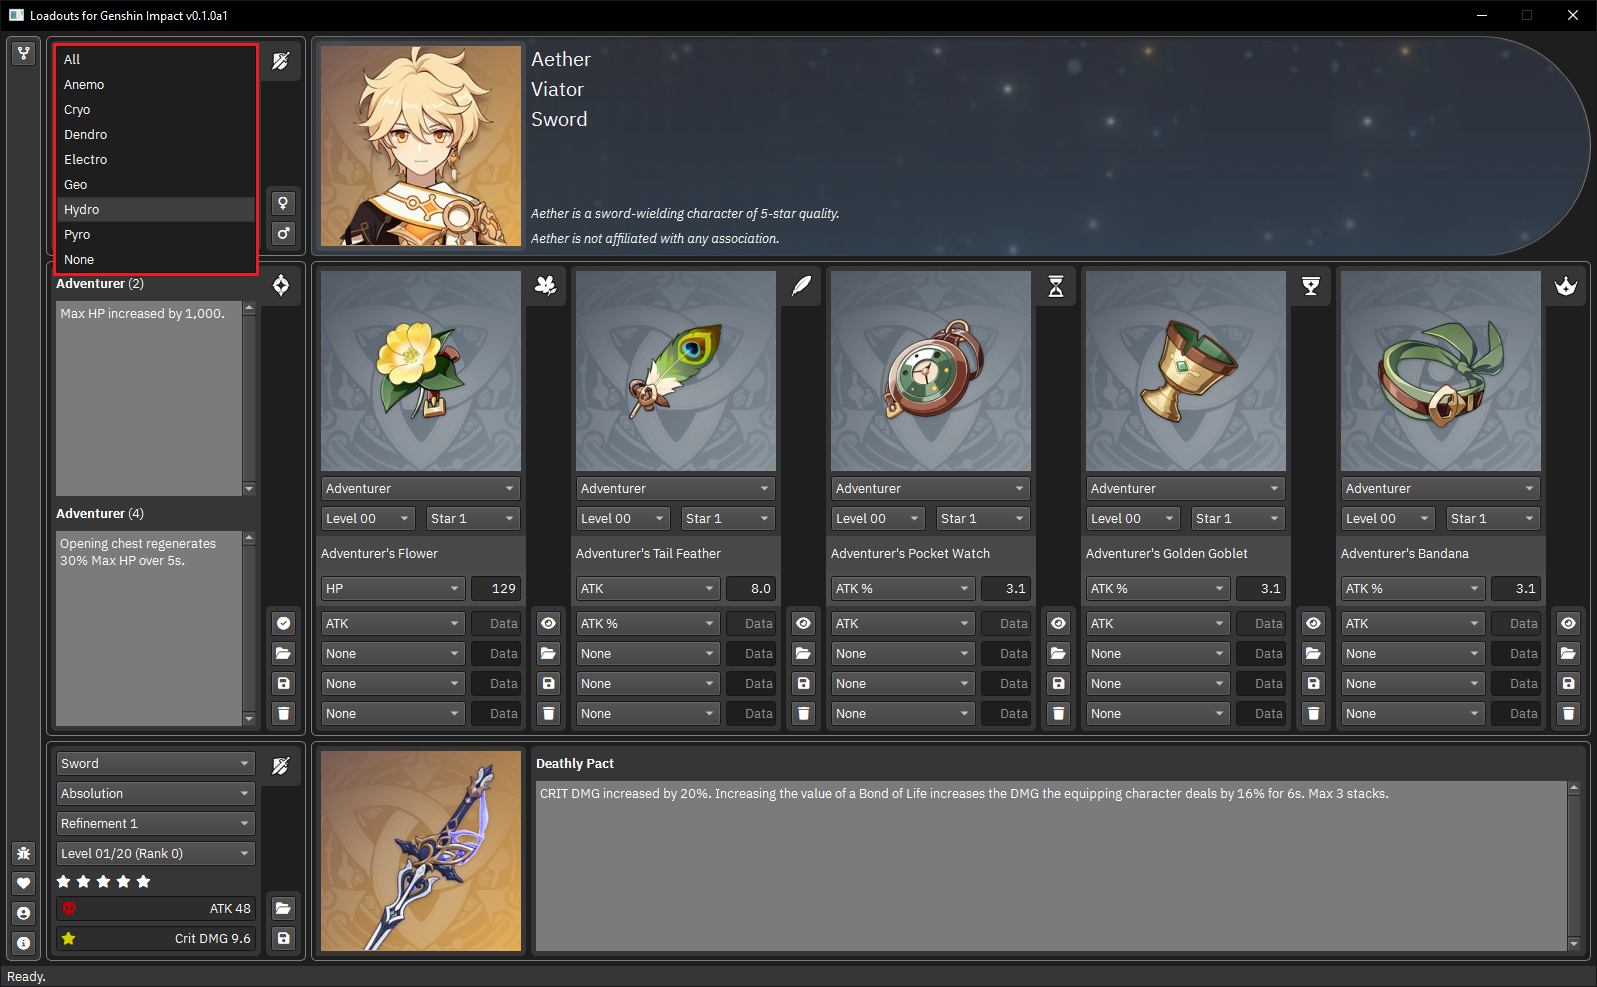 Loadouts for Genshin Impact v0.1.0a1
All
Anemo
Cryo
Dendro
Electro
Geo
Hydro
Pyro
None
Aether
Viator
Sword
Aether is a sword-wielding character of 5-star quality.
Aether is not affiliated with any association.
Adventurer (2)
Max HP increased by 1,000.
Adventurer (4)
Opening chest regenerates
30% Max HP over 5s.
Adventurer
Level 00 Star 1
Adventurer's Flower
HP 129
ATK Data
None Data
None Data
None Data
Adventurer
Level 00 Star 1
Adventurer's Tail Feather
ATK 8.0
ATK % Data
None Data
None Data
None Data
Adventurer
Level 00 Star 1
Adventurer's Pocket Watch
ATK % 3.1
ATK Data
None Data
None Data
None Data
Adventurer
Level 00 Star 1
Adventurer's Golden Goblet
ATK % 3.1
ATK Data
None Data
None Data
None Data
Adventurer
Level 00 Star 1
Adventurer's Bandana
ATK % 3.1
ATK Data
None Data
None Data
None Data
Sword
Absolution
Refinement 1
Level 01/20 (Rank 0)
ATK 48
Crit DMG 9.6
Deathly Pact
CRIT DMG increased by 20%. Increasing the value of a Bond of Life increases the DMG the equipping character deals by 16% for 6s. Max 3 stacks.
Ready.